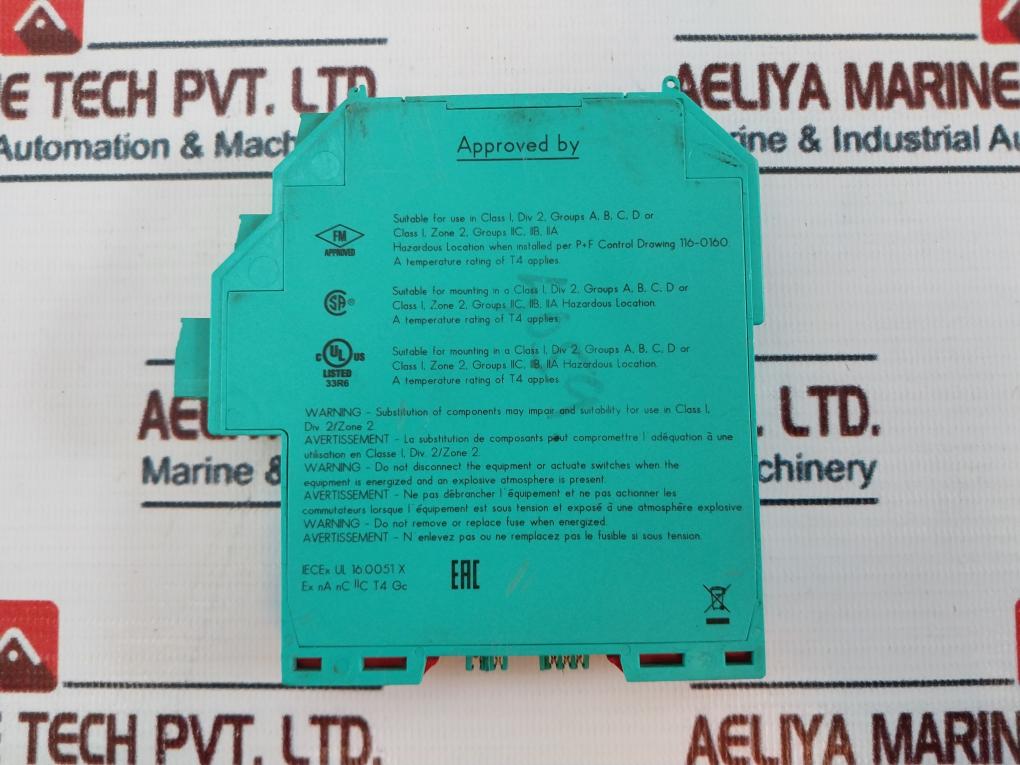 E TECH PVT. LTD.
AELIYA MARINE
Automation & Mach
rine & Industrial Au
Approved by
FM
APPROVED
Suitable for use in Class I, Div 2, Groups A, B, C, D or
Class I, Zone 2, Groups IIC, IIB, IIA
Hazardous Location when installed per P+F Control Drawing 116-0160.
A temperature rating of T4 applies.
SA®
Suitable for mounting in a Class I, Div 2, Groups A, B, C, D or
Class I, Zone 2, Groups IIC, IIB, IIA Hazardous Location.
A temperature rating of T4 applies.
C UL US
LISTED
33R6
Suitable for mounting in a Class I, Div 2, Groups A, B, C, D or
Class I, Zone 2, Groups IIC, IIB, IIA Hazardous Location.
A temperature rating of T4 applies.
WARNING - Substitution of components may impair and suitability for use in Class I,
Div. 2/Zone 2.
AVERTISSEMENT - La substitution de composants peut compromettre l'adéquation à une
utilisation en Classe I, Div. 2/Zone 2.
WARNING - Do not disconnect the equipment or actuate switches when the
equipment is energized and an explosive atmosphere is present.
AVERTISSEMENT - Ne pas débrancher l'équipement et ne pas actionner les
commutateurs lorsque l'équipement est sous tension et exposé à une atmosphère explosive
WARNING - Do not remove or replace fuse when energized.
AVERTISSEMENT - N enlevez pas ou ne remplacez pas le fusible si sous tension.
IECEx UL 16.0051 X
Ex nA nC IIC T4 Gc
EAC
AE
. LTD.
Marine &
chinery
E TECH PVT. LTD.
AELIYA MARINE